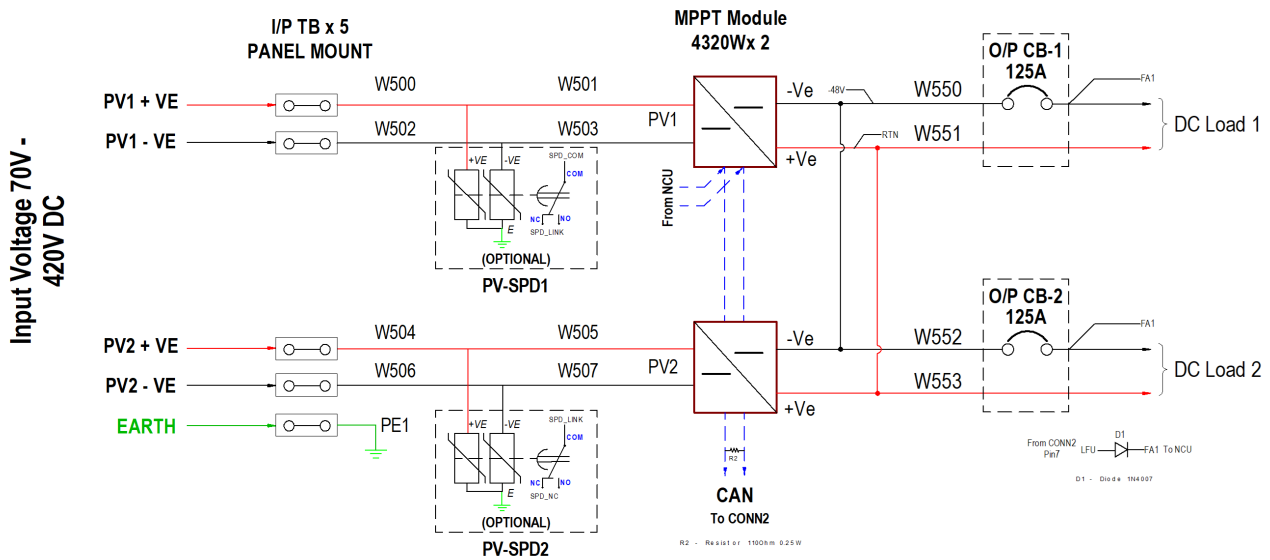 I/P TB x 5
PANEL MOUNT
MPPT Module
4320Wx 2
O/P CB-1
125A
W500
W501
-Ve
-48V
W550
FA1
PV1 + VE
PV1
DC Load 1
PV1 - VE
W502
W503
RTN
W551
+Ve
+VE
-VE
SPD_COM
COM
NC
NO
SPD_LINK
E
(OPTIONAL)
PV-SPD1
From NCU
Input Voltage 70V -
420V DC
O/P CB-2
125A
W504
W505
-Ve
W552
FA1
PV2 + VE
PV2
DC Load 2
PV2 - VE
W506
W507
W553
+Ve
EARTH
PE1
+VE
-VE
SPD_LINK
COM
NC
NO
SPD_NC
E
(OPTIONAL)
PV-SPD2
R2
CAN
To CONN2
R2 - Resistor 110Ohm 0.25W
From CONN2
Pin7
LFU
D1
FA1 To NCU
D1 - Diode 1N4007